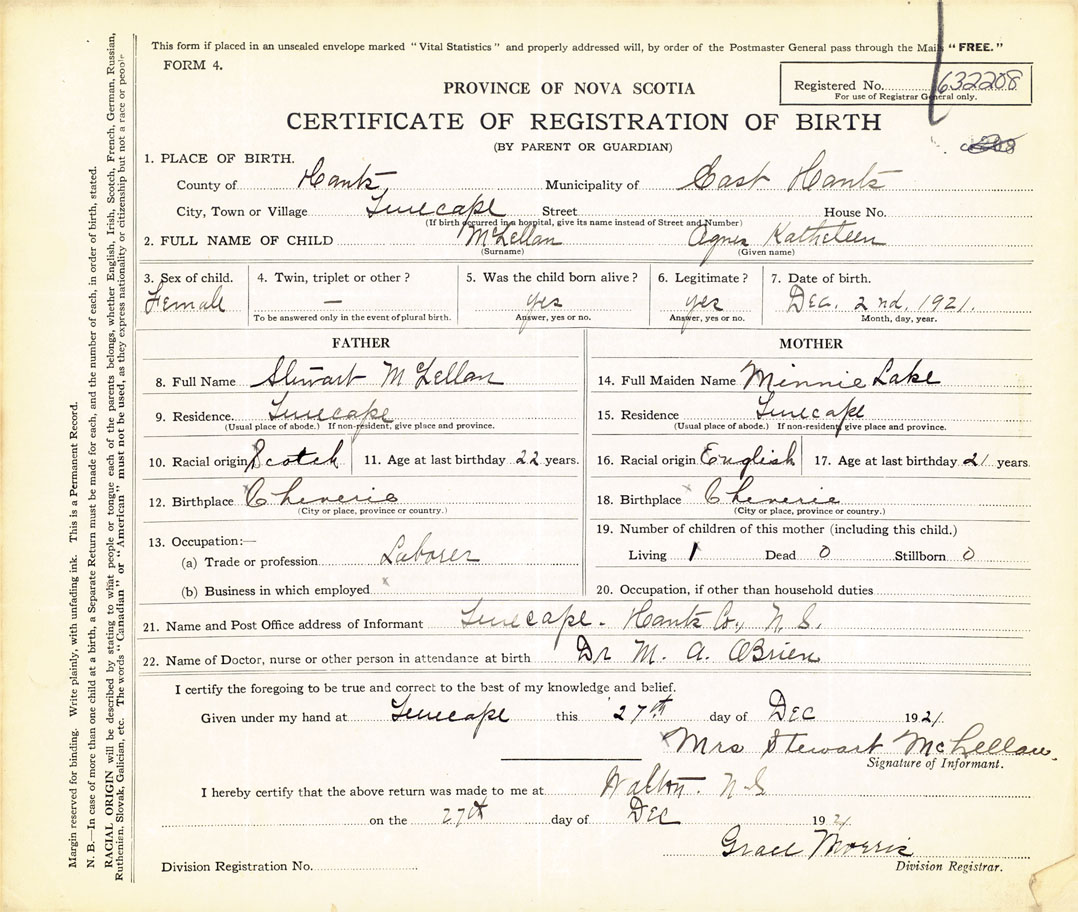 This form if placed in an unsealed envelope marked "Vital Statistics" and properly addressed will, by order of the Postmaster General pass through the Mails "FREE."
FORM 4.
Registered No. 632208
For use of Registrar General only.
PROVINCE OF NOVA SCOTIA
CERTIFICATE OF REGISTRATION OF BIRTH
(BY PARENT OR GUARDIAN)
1. PLACE OF BIRTH.
County of Hants Municipality of East Hants
City, Town or Village Tenecape Street House No.
(If birth occurred in a hospital, give its name instead of Street and Number)
2. FULL NAME OF CHILD McLellan Agnes Kathleen
(Surname) (Given name)
3. Sex of child. 4. Twin, triplet or other? 5. Was the child born alive? 6. Legitimate? 7. Date of birth.
Female — yes yes Dec. 2nd, 1921.
To be answered only in the event of plural birth. Answer, yes or no. Answer, yes or no. Month, day, year.
FATHER
8. Full Name Stewart McLellan
9. Residence. Tenecape
(Usual place of abode.) If non-resident, give place and province.
10. Racial origin Scotch 11. Age at last birthday 22 years.
12. Birthplace Cheverie
(City or place, province or country.)
13. Occupation:—
(a) Trade or profession Laborer
(b) Business in which employed x
MOTHER
14. Full Maiden Name Minnie Lake
15. Residence Tenecape
(Usual place of abode.) If non-resident, give place and province.
16. Racial origin English 17. Age at last birthday 21 years
18. Birthplace Cheverie
(City or place, province or country.)
19. Number of children of this mother (including this child.)
Living 1 Dead 0 Stillborn 0
20. Occupation, if other than household duties
21. Name and Post Office address of Informant Tenecape. Hants Co., N.S.
22. Name of Doctor, nurse or other person in attendance at birth Dr M. A. O'Brien
I certify the foregoing to be true and correct to the best of my knowledge and belief.
Given under my hand at Tenecape this 27th day of Dec 1921.
Mrs Stewart McLellan.
Signature of Informant.
I hereby certify that the above return was made to me at Walton. N.S
on the 27th day of Dec 1921
Grace Morris
Division Registration No. Division Registrar.
Margin reserved for binding. Write plainly, with unfading ink. This is a Permanent Record.
N. B.—In case of more than one child at a birth, a Separate Return must be made for each, and the number of each, in order of birth, stated.
RACIAL ORIGIN will be described by stating to what people or tongue each of the parents belongs, whether English, Irish, Scotch, French, German, Russian,
Ruthenian, Slovak, Galician, etc. The words "Canadian" or "American" must not be used, as they express nationality or citizenship but not a race or people